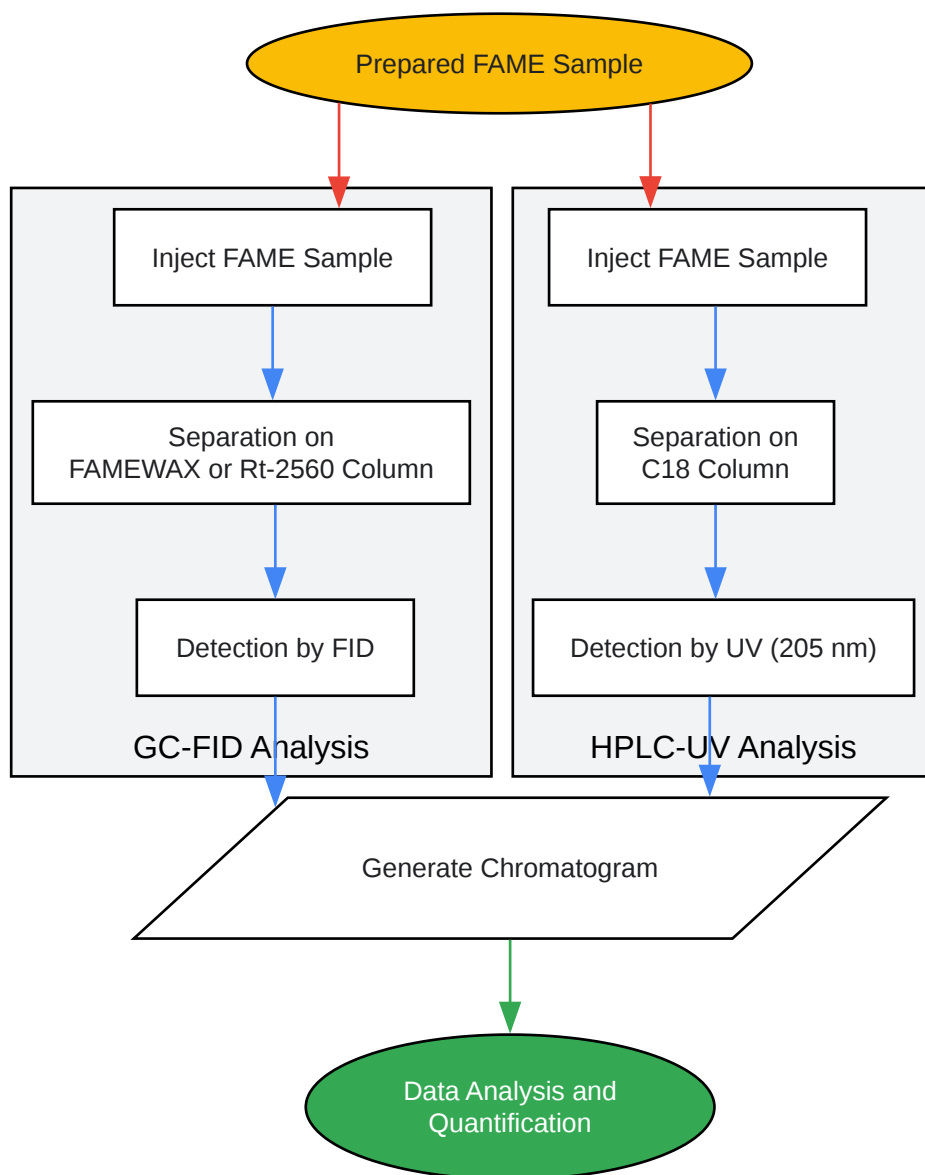 Prepared FAME Sample
Inject FAME Sample
Separation on
FAMEWAX or Rt-2560 Column
Detection by FID
GC-FID Analysis
Inject FAME Sample
Separation on
C18 Column
Detection by UV (205 nm)
HPLC-UV Analysis
Generate Chromatogram
Data Analysis and
Quantification